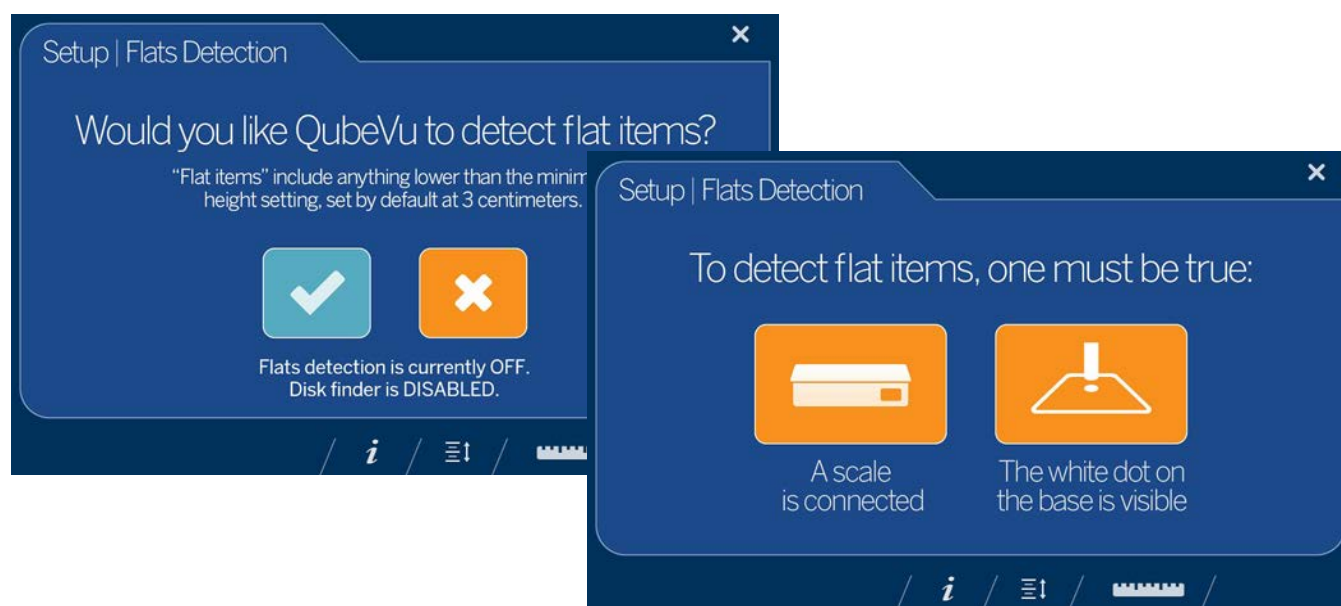 Setup | Flats Detection
Would you like QubeVu to detect flat items?
"Flat items" include anything lower than the
height setting, set by default at 3 centimeters.
Flats detection is currently OFF.
Disk finder is DISABLED.
i
Setup | Flats Detection
To detect flat items, one must be true:
A scale
is connected
The white dot on
the base is visible
i